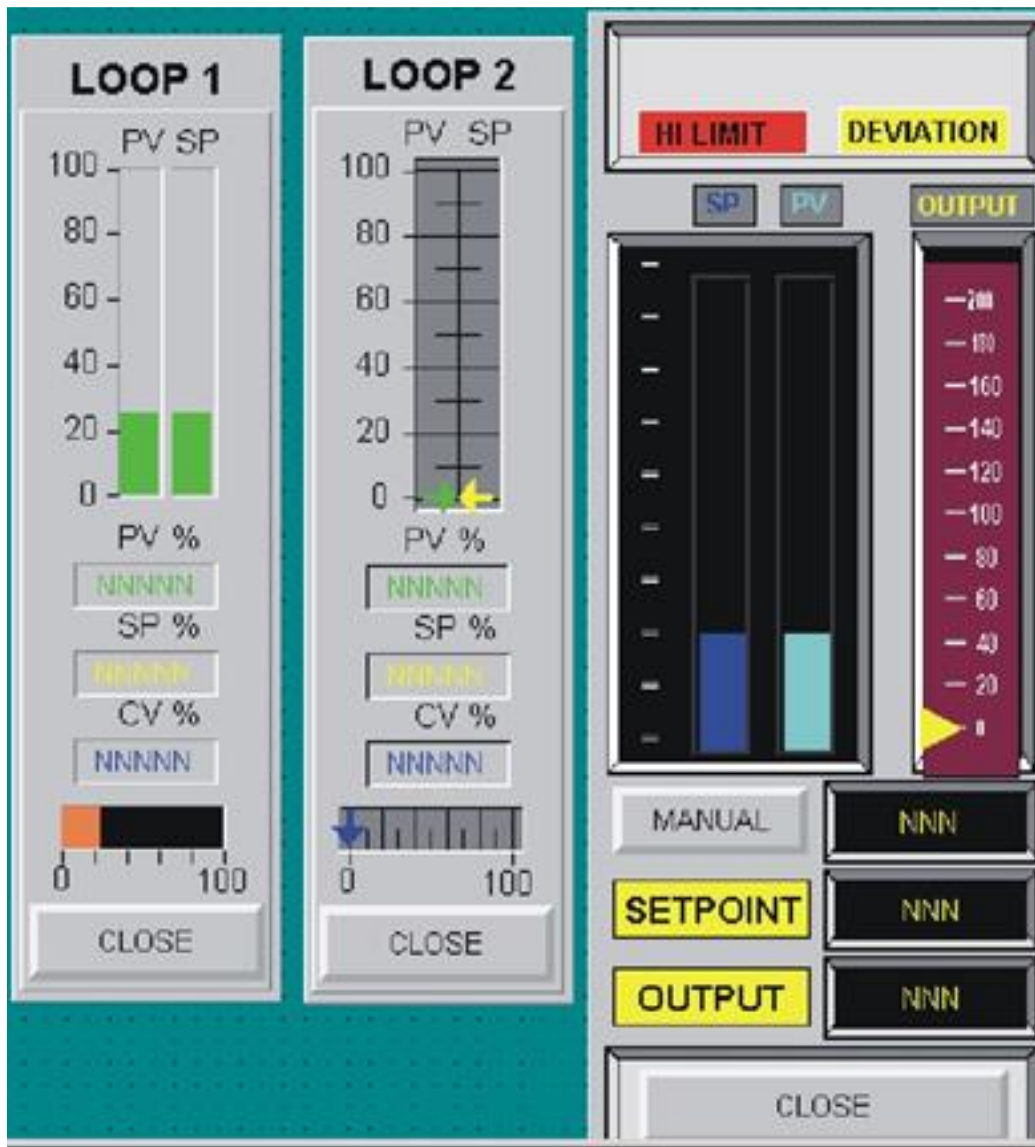 LOOP 1
PV SP
100
80
60
40
20
0
PV %
NNNNN
SP %
NNNNN
CV %
NNNNN
0 100
CLOSE
LOOP 2
PV SP
100
80
60
40
20
0
PV %
NNNNN
SP %
NNNNN
CV %
NNNNN
0 100
CLOSE
HI LIMIT DEVIATION
SP PV OUTPUT
200
180
160
140
120
100
80
60
40
20
0
MANUAL NNN
SETPOINT NNN
OUTPUT NNN
CLOSE